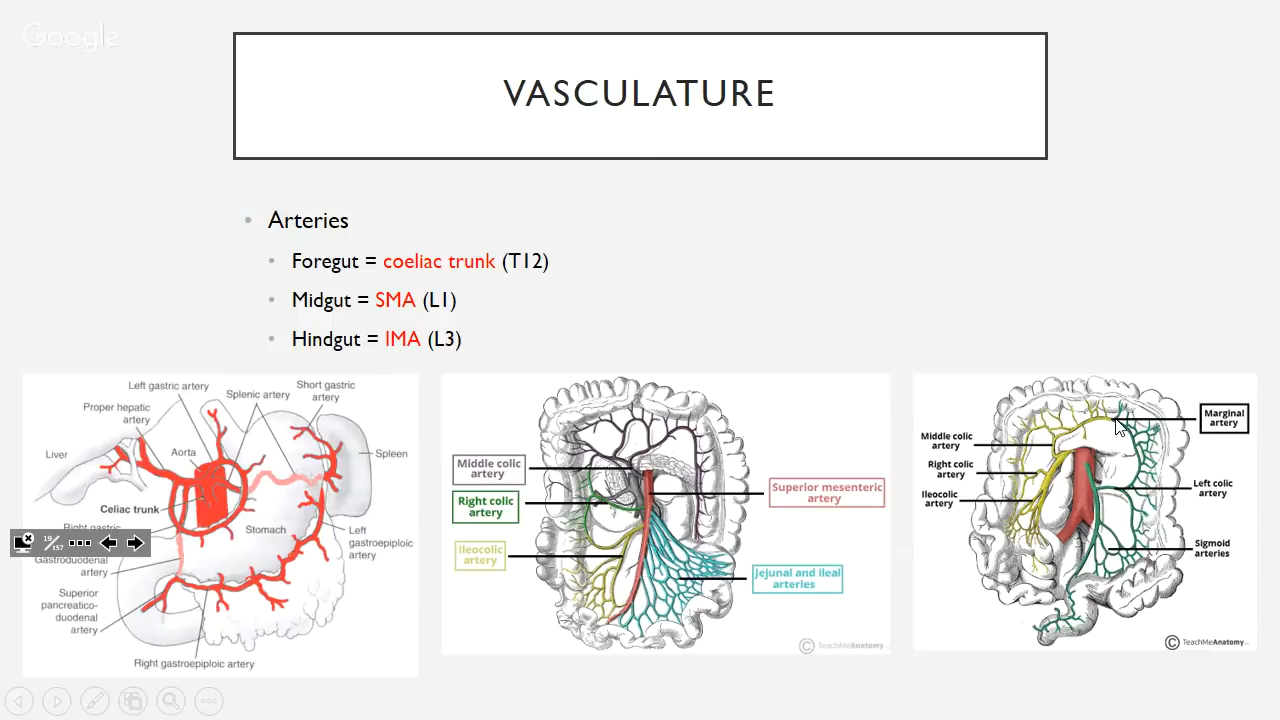 Google
VASCULATURE
• Arteries
• Foregut = coeliac trunk (T12)
• Midgut = SMA (L1)
• Hindgut = IMA (L3)
Left gastric artery
Splenic artery
Short gastric
artery
Proper hepatic
artery
Aorta
Liver
Spleen
Celiac trunk
Right gastric
Stomach
Left
gastroepiploic
artery
19/157
Gastroduodenal
artery
Superior
pancreatico-
duodenal
artery
Right gastroepiploic artery
Middle colic
artery
Right colic
artery
Ileocolic
artery
Superior mesenteric
artery
Jejunal and ileal
arteries
© TeachMeAnatomy
Marginal
artery
Middle colic
artery
Right colic
artery
Ileocolic
artery
Left colic
artery
Sigmoid
arteries
© TeachMeAnatomy